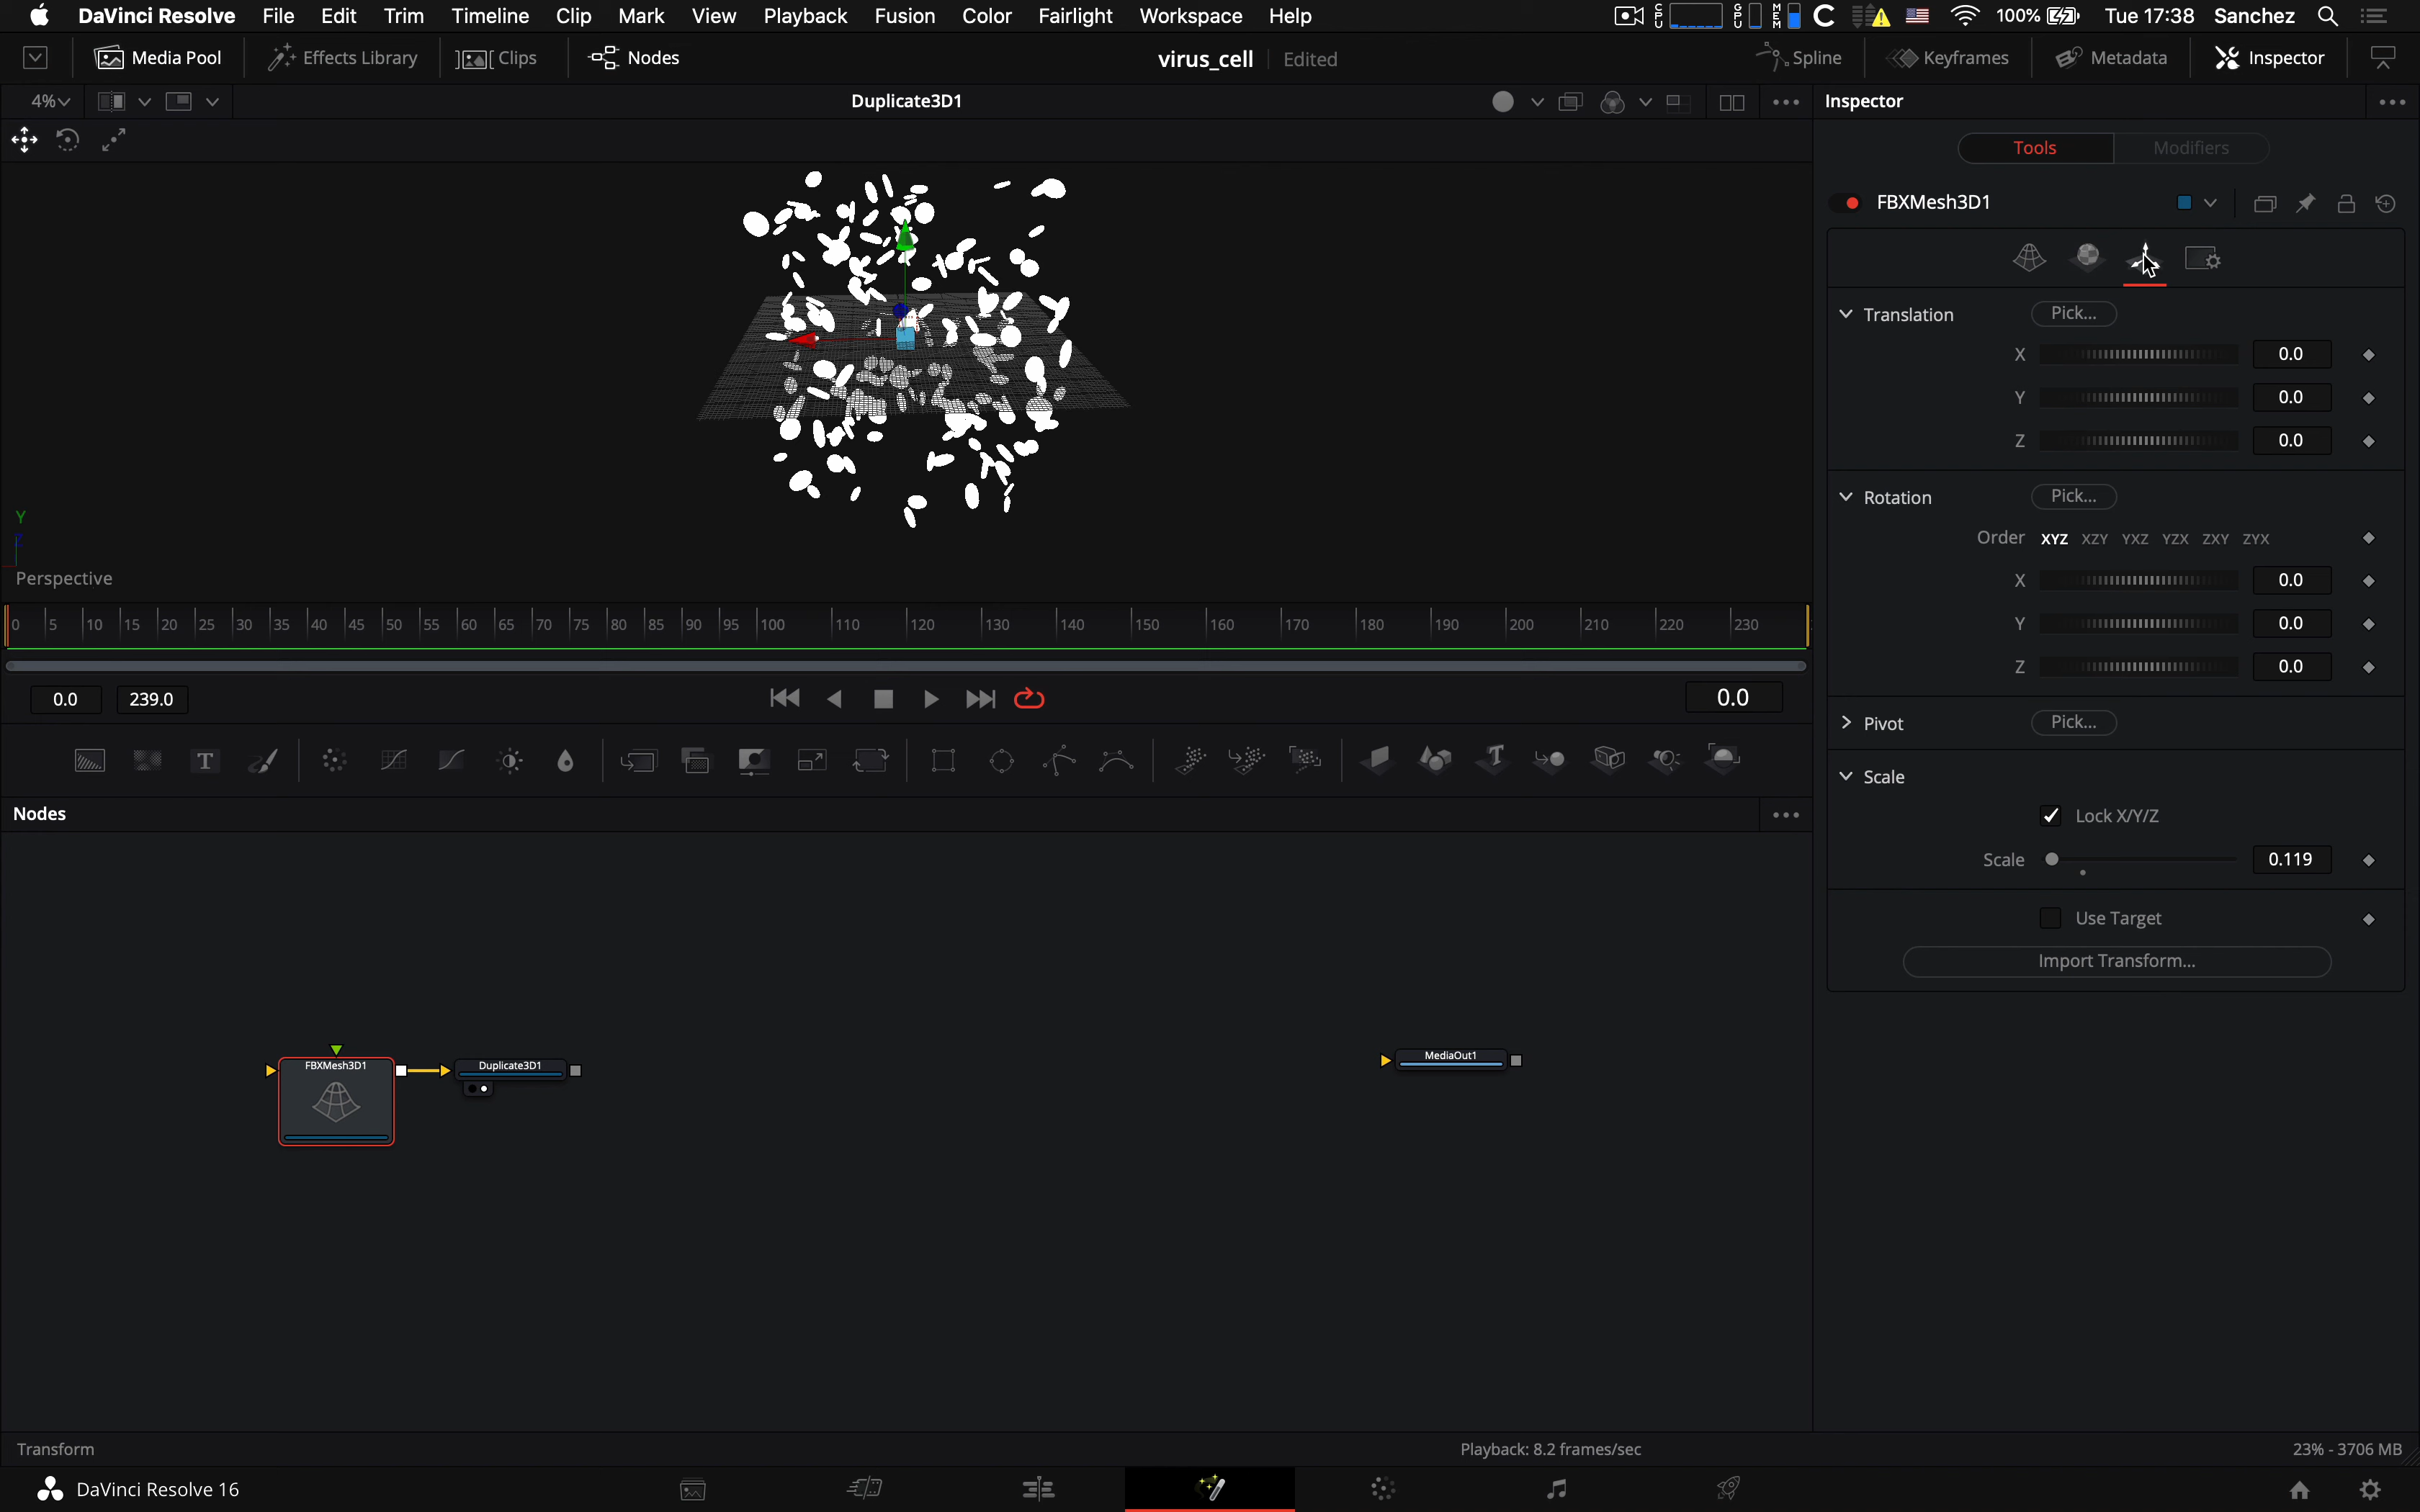 DaVinci Resolve File Edit Trim Timeline Clip Mark View Playback Fusion Color Fairlight Workspace Help CPU GPU MEM 100% Tue 17:38 Sanchez
Media Pool Effects Library Clips Nodes virus_cell Edited Spline Keyframes Metadata Inspector
4% Duplicate3D1 Inspector
Tools Modifiers
FBXMesh3D1
Translation Pick...
X 0.0
Y 0.0
Z 0.0
Rotation Pick...
Order XYZ XZY YXZ YZX ZXY ZYX
X 0.0
Y 0.0
Z 0.0
Pivot Pick...
Scale
Lock X/Y/Z
Scale 0.119
Use Target
Import Transform...
Y
Perspective
0 5 10 15 20 25 30 35 40 45 50 55 60 65 70 75 80 85 90 95 100 110 120 130 140 150 160 170 180 190 200 210 220 230
0.0 239.0 0.0
T T
Nodes
FBXMesh3D1 Duplicate3D1 MediaOut1
Transform Playback: 8.2 frames/sec 23% - 3706 MB
DaVinci Resolve 16